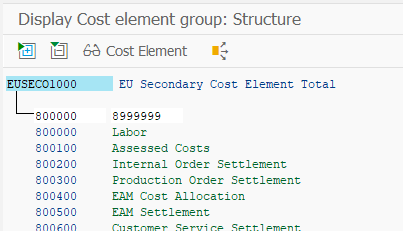 Display Cost element group: Structure
Cost Element
EUSECO1000 EU Secondary Cost Element Total
800000 8999999
800000 Labor
800100 Assessed Costs
800200 Internal Order Settlement
800300 Production Order Settlement
800400 EAM Cost Allocation
800500 EAM Settlement
800600 Customer Service Settlement